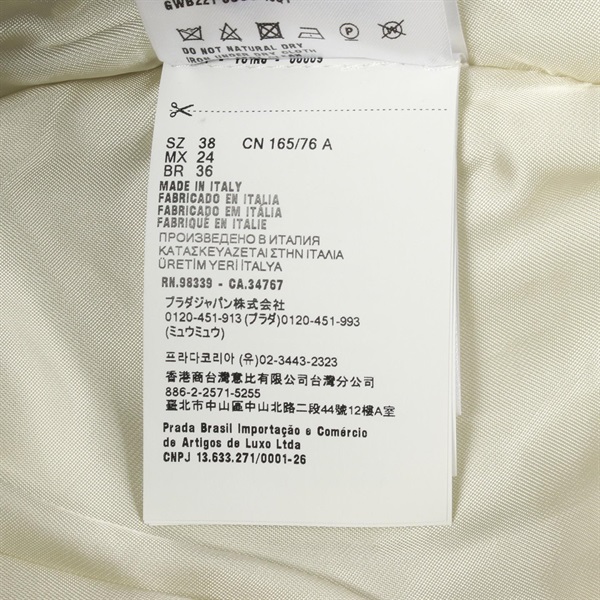 DO NOT NATURAL DRY
SZ 38 CN 165/76 A
MX 24
BR 36
MADE IN ITALY
FABRICADO EN ITALIA
FABRICADO EM ITÁLIA
FABRIQUÉ EN ITALIE
ПРОИЗВЕДЕНО В ИТАЛИЯ
ΚΑΤΑΣΚΕΥΑΖΕΤΑΙ ΣΤΗΝ ΙΤΑΛΙΑ
ÜRETİM YERİ İTALYA
RN.98339 - CA.34767
プラダジャパン株式会社
0120-451-913 (プラダ)0120-451-993
(ミュウミュウ)
프라다코리아 (유)02-3443-2323
香港商台灣意比有限公司台灣分公司
886-2-2571-5255
臺北市中山區中山北路二段44號12樓A室
Prada Brasil Importação e Comércio
de Artigos de Luxo Ltda
CNPJ 13.633.271/0001-26